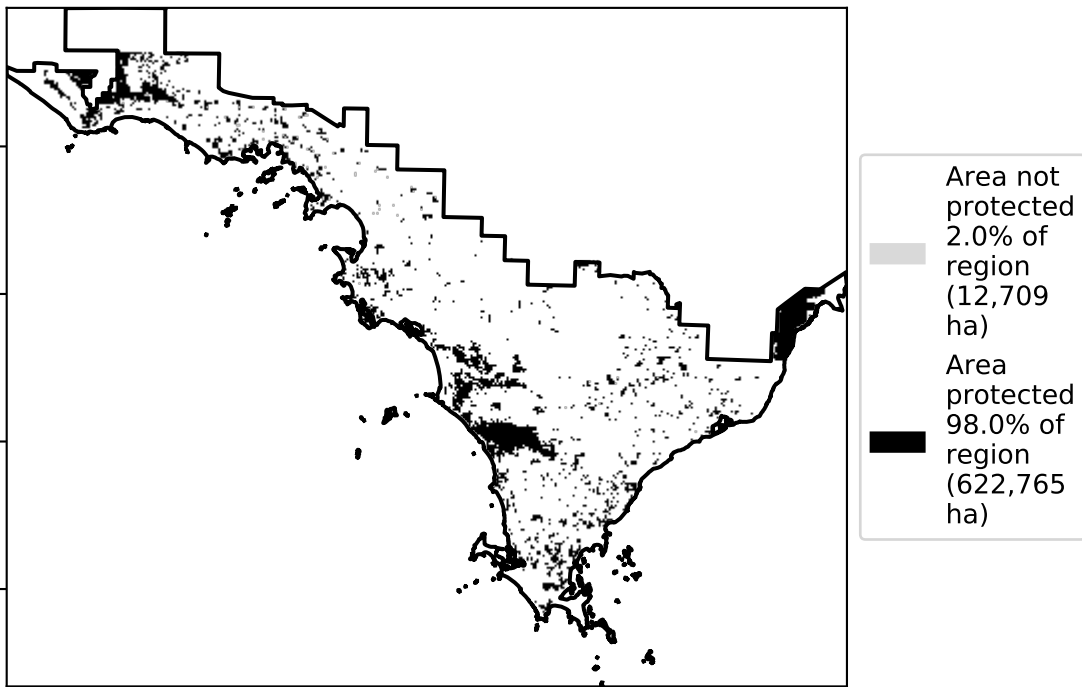 Area not
protected
2.0% of
region
(12,709
ha)
Area
protected
98.0% of
region
(622,765
ha)